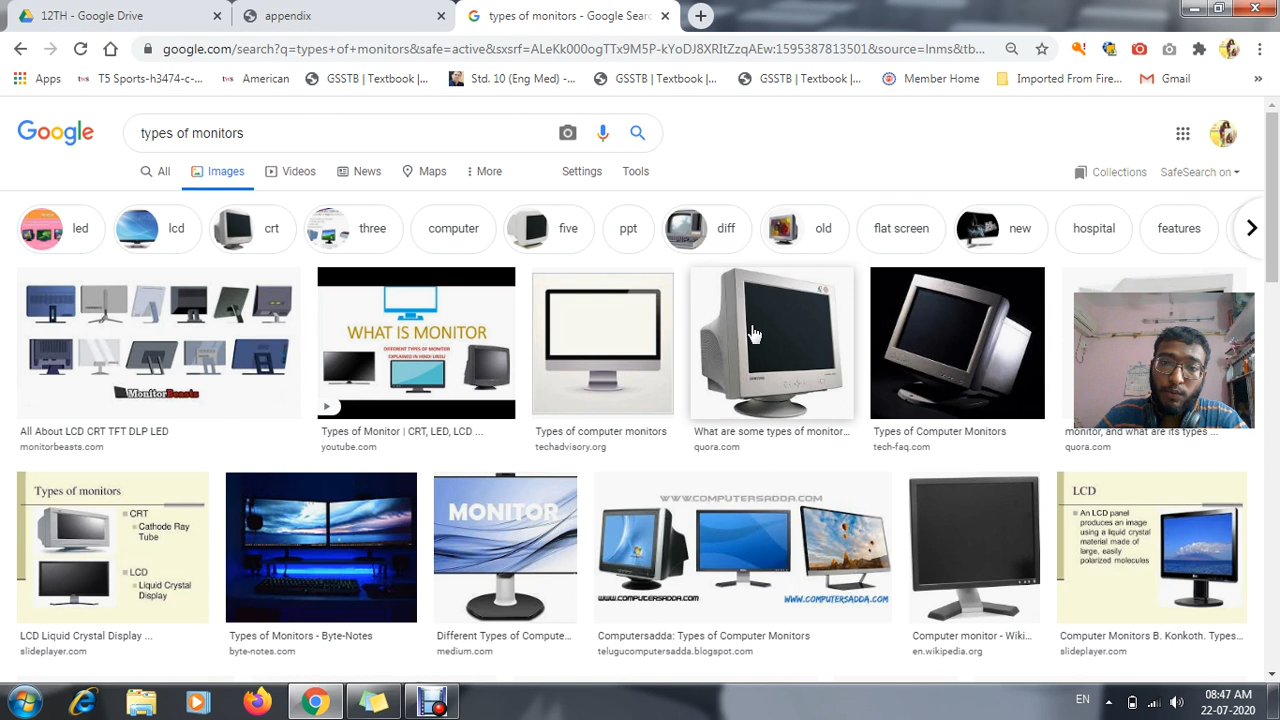 12TH - Google Drive
appendix
types of monitors - Google Sear
google.com/search?q=types+of+monitors&safe=active&sxsrf=ALeKk000ogTTx9M5P-kYoDJ8XRItZzqAEw:1595387813501&source=lnms&tb...
Apps
T5 Sports-h3474-c-...
American
GSSTB | Textbook |...
Std. 10 (Eng Med) -...
GSSTB | Textbook |...
GSSTB | Textbook |...
Member Home
Imported From Fire...
Gmail
Google
types of monitors
All
Images
Videos
News
Maps
More
Settings
Tools
Collections
SafeSearch on
led
lcd
crt
three
computer
five
ppt
diff
old
flat screen
new
hospital
features
MonitorBeasts
WHAT IS MONITOR
DIFFERENT TYPES OF MONITOR
EXPLAINED IN HINDI URDU
All About LCD CRT TFT DLP LED
monitorbeasts.com
Types of Monitor | CRT, LED, LCD ...
youtube.com
Types of computer monitors
techadvisory.org
What are some types of monitor...
quora.com
Types of Computer Monitors
tech-faq.com
monitor, and what are its types ...
quora.com
Types of monitors
CRT
Cathode Ray
Tube
LCD
Liquid Crystal
Display
MONITOR
WWW.COMPUTERSADDA.COM
WWW.COMPUTERSADDA.COM
WWW.COMPUTERSADDA.COM
LCD
An LCD panel
produces an image
using a liquid crystal
material made of
large, easily
polarized molecules
LCD Liquid Crystal Display ...
slideplayer.com
Types of Monitors - Byte-Notes
byte-notes.com
Different Types of Compute...
medium.com
Computersadda: Types of Computer Monitors
telugucomputersadda.blogspot.com
Computer monitor - Wiki...
en.wikipedia.org
Computer Monitors B. Konkoth. Types...
slideplayer.com
EN
08:47 AM
22-07-2020